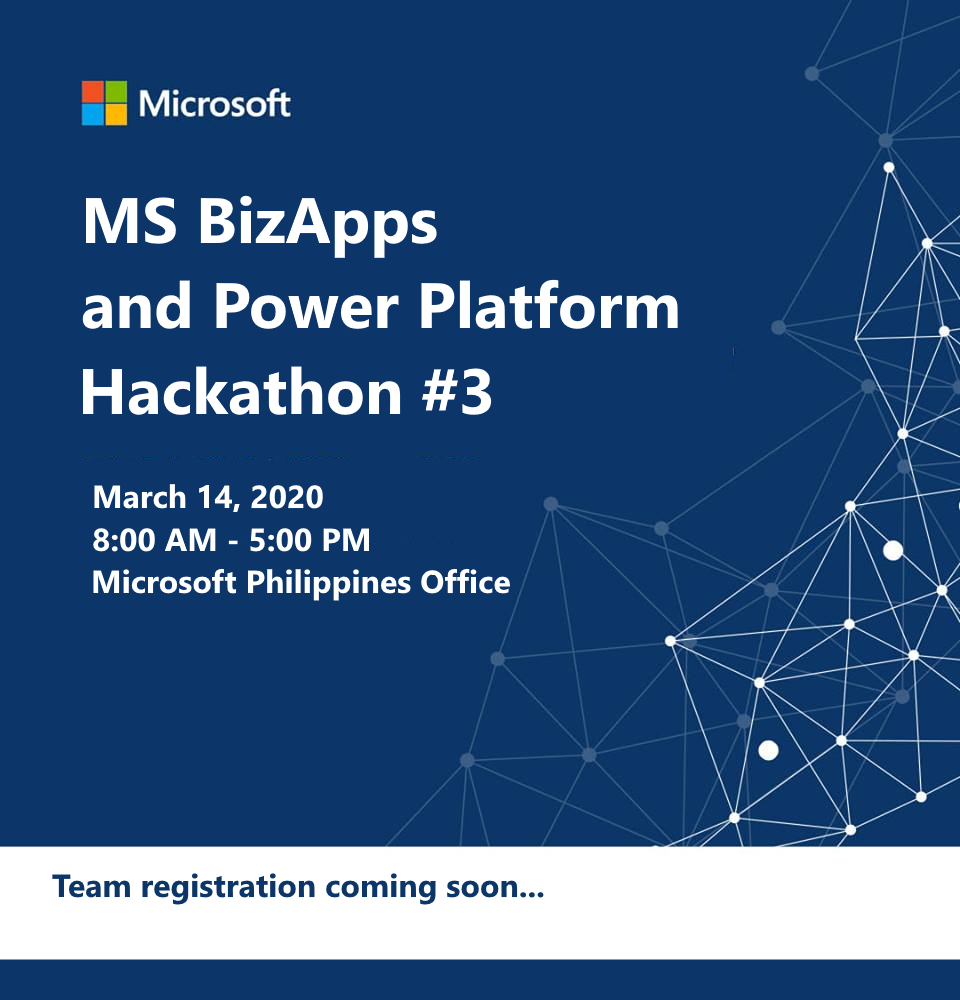 Microsoft
MS BizApps
and Power Platform
Hackathon #3
March 14, 2020
8:00 AM - 5:00 PM
Microsoft Philippines Office
Team registration coming soon...